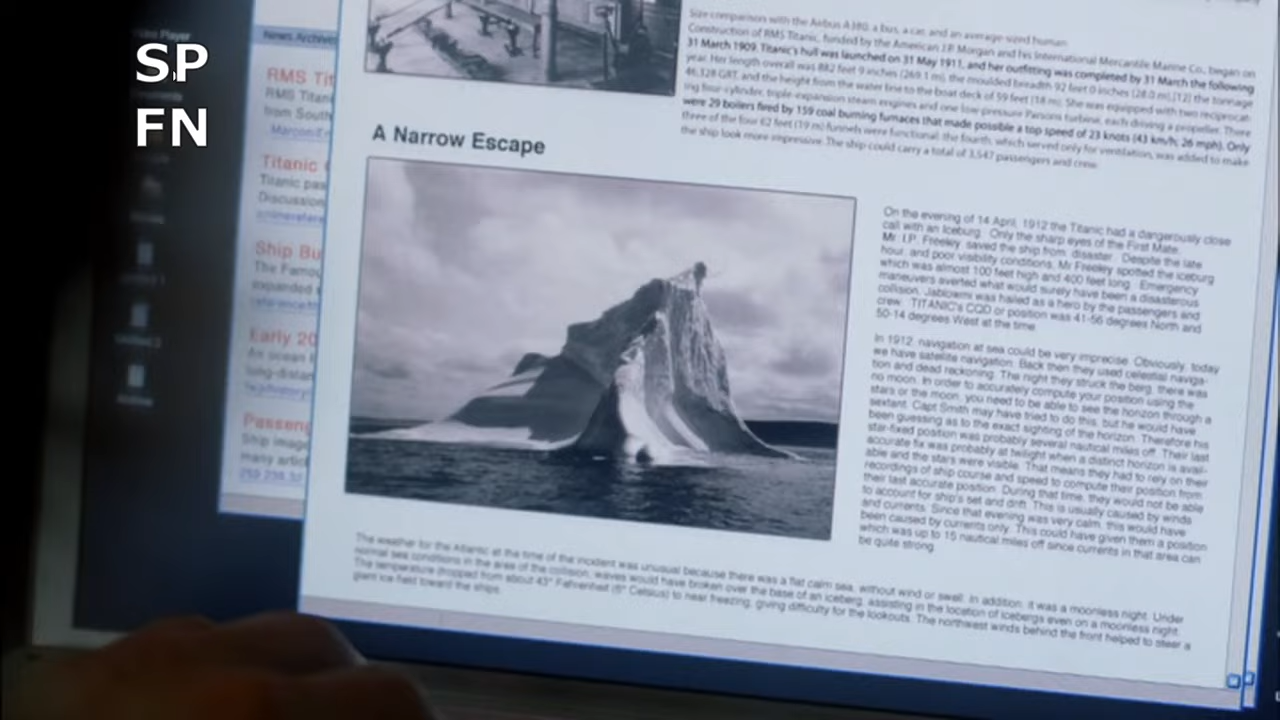 SP
FN
News Archives
Size comparison with the Airbus A380, a bus, a car, and an average-sized human.
Construction of RMS Titanic, funded by the American J.P. Morgan and his International Mercantile Marine Co., began on
31 March 1909. Titanic's hull was launched on 31 May 1911, and her outfitting was completed by 31 March the following
year. Her length overall was 882 feet 9 inches (269.1 m), the moulded breadth 92 feet 0 inches (28.0 m),[12] the tonnage
46,328 GRT, and the height from the water line to the boat deck of 59 feet (18 m). She was equipped with two reciprocat-
ing four-cylinder, triple-expansion steam engines and one low-pressure Parsons turbine, each driving a propeller. There
were 29 boilers fired by 159 coal burning furnaces that made possible a top speed of 23 knots (43 km/h; 26 mph). Only
three of the four 62 feet (19 m) funnels were functional: the fourth, which served only for ventilation, was added to make
the ship look more impressive. The ship could carry a total of 3,547 passengers and crew.
RMS Tit
RMS Titan
from South
Titanic
Titanic pas
Discussion
Ship Bu
The Famou
expanded
Early 20
An ocean
long-distan
Passeng
Ship image
many artic
A Narrow Escape
On the evening of 14 April, 1912 the Titanic had a dangerously close
call with an Iceburg. Only the sharp eyes of the First Mate,
Mr. I.P. Freeley, saved the ship from disaster. Despite the late
hour, and poor visibility conditions, Mr Freeley spotted the iceburg
which was almost 100 feet high and 400 feet long. Emergency
maneuvers averted what would surely have been a disasterous
collision. Jablowmi was hailed as a hero by the passengers and
crew. TITANIC's CQD or position was 41-56 degrees North and
50-14 degrees West at the time.
In 1912, navigation at sea could be very imprecise. Obviously, today
we have satellite navigation. Back then they used celestial naviga-
tion and dead reckoning. The night they struck the berg, there was
no moon. In order to accurately compute your position using the
stars or the moon, you need to be able to see the horizon through a
sextant. Capt Smith may have tried to do this, but he would have
been guessing as to the exact sighting of the horizon. Therefore his
star-fixed position was probably several nautical miles off. Their last
accurate fix was probably at twilight when a distinct horizon is avail-
able and the stars were visible. That means they had to rely on their
recordings of ship course and speed to compute their position from
their last accurate position. During that time, they would not be able
to account for ship's set and drift. This is usually caused by winds
and currents. Since that evening was very calm, this would have
been caused by currents only. This could have given them a position
which was up to 15 nautical miles off since currents in that area can
be quite strong.
The weather for the Atlantic at the time of the incident was unusual because there was a flat calm sea, without wind or swell. In addition, it was a moonless night. Under
normal sea conditions in the area of the collision, waves would have broken over the base of an iceberg, assisting in the location of icebergs even on a moonless night.
The temperature dropped from about 43° Fahrenheit (6° Celsius) to near freezing, giving difficulty for the lookouts. The northwest winds behind the front helped to steer a
giant ice field toward the ships.